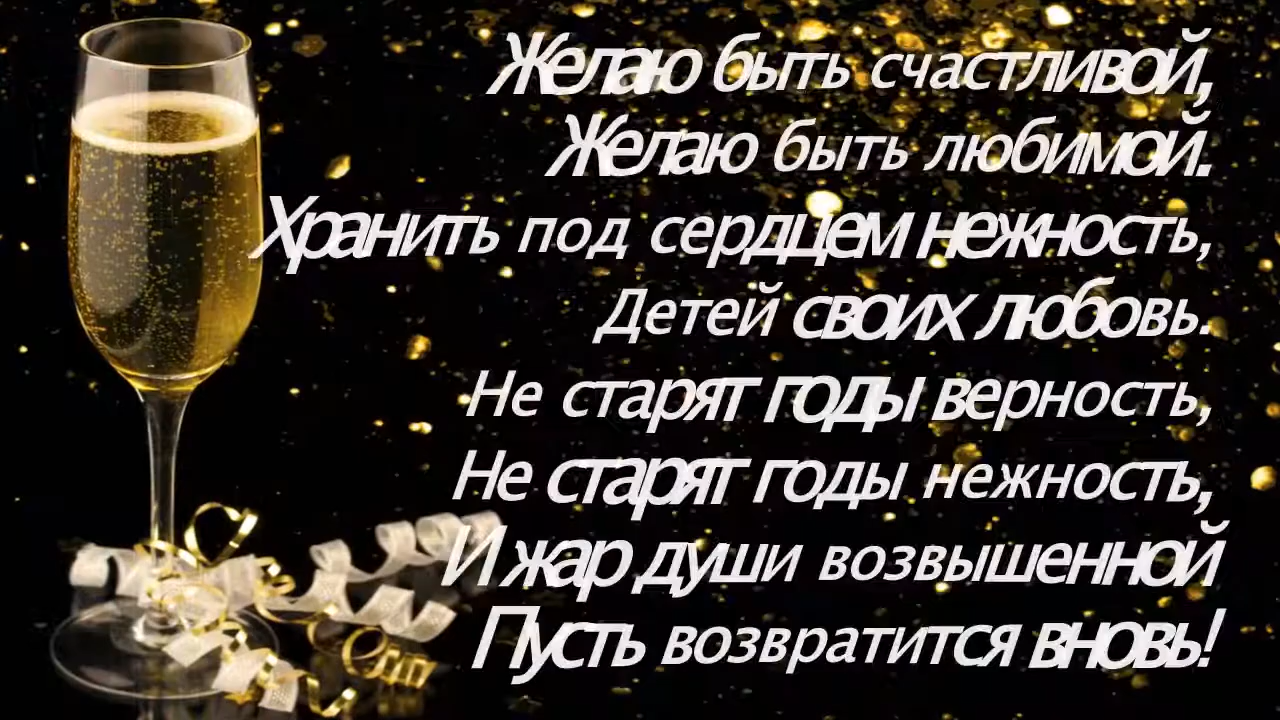 Желаю быть счастливой,
Желаю быть любимой.
Хранить под сердцем нежность,
Детей своих любовь.
Не старят годы верность,
Не старят годы нежность,
И жар души возвышенной
Пусть возвратится вновь!